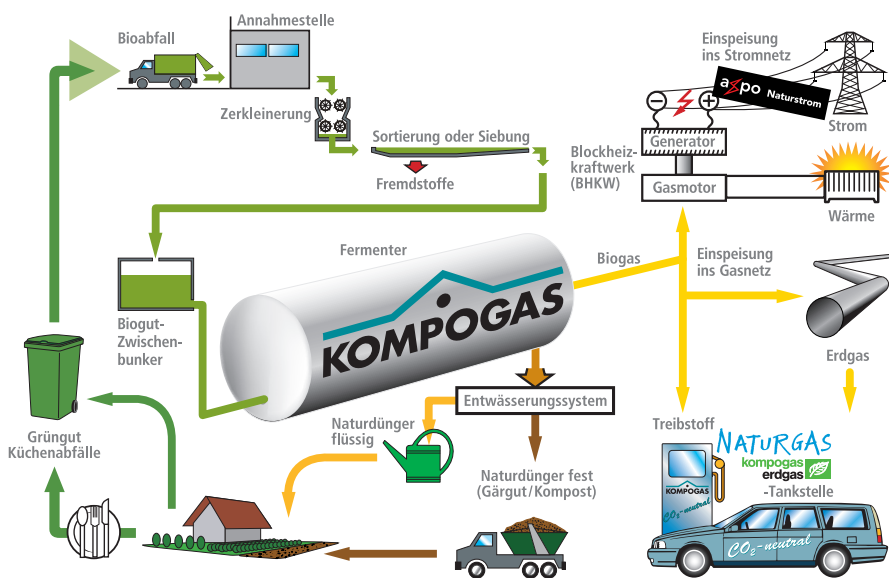 Bioabfall
Annahmestelle
Zerkleinerung
Sortierung oder Siebung
Fremdstoffe
Einspeisung
ins Stromnetz
axpo Naturstrom
Strom
Generator
Blockheiz-
kraftwerk
(BHKW)
Gasmotor
Wärme
Fermenter
KOMPOGAS
Biogas
Einspeisung
ins Gasnetz
Erdgas
Biogut-
Zwischen-
bunker
Entwässerungssystem
Naturdünger
flüssig
Naturdünger fest
(Gärgut/Kompost)
Grüngut
Küchenabfälle
Treibstoff
NATURGAS
kompogas
erdgas
-Tankstelle
KOMPOGAS
CO2-neutral
CO2-neutral